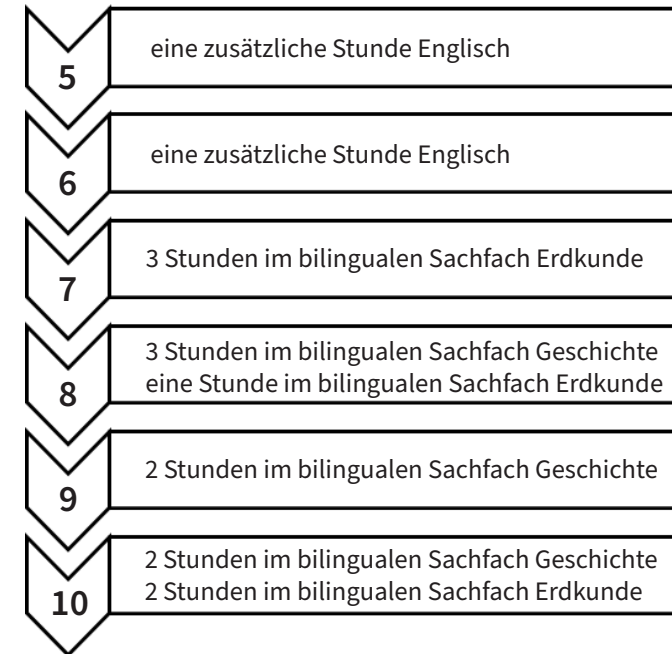 5
eine zusätzliche Stunde Englisch
6
eine zusätzliche Stunde Englisch
7
3 Stunden im bilingualen Sachfach Erdkunde
8
3 Stunden im bilingualen Sachfach Geschichte
eine Stunde im bilingualen Sachfach Erdkunde
9
2 Stunden im bilingualen Sachfach Geschichte
10
2 Stunden im bilingualen Sachfach Geschichte
2 Stunden im bilingualen Sachfach Erdkunde